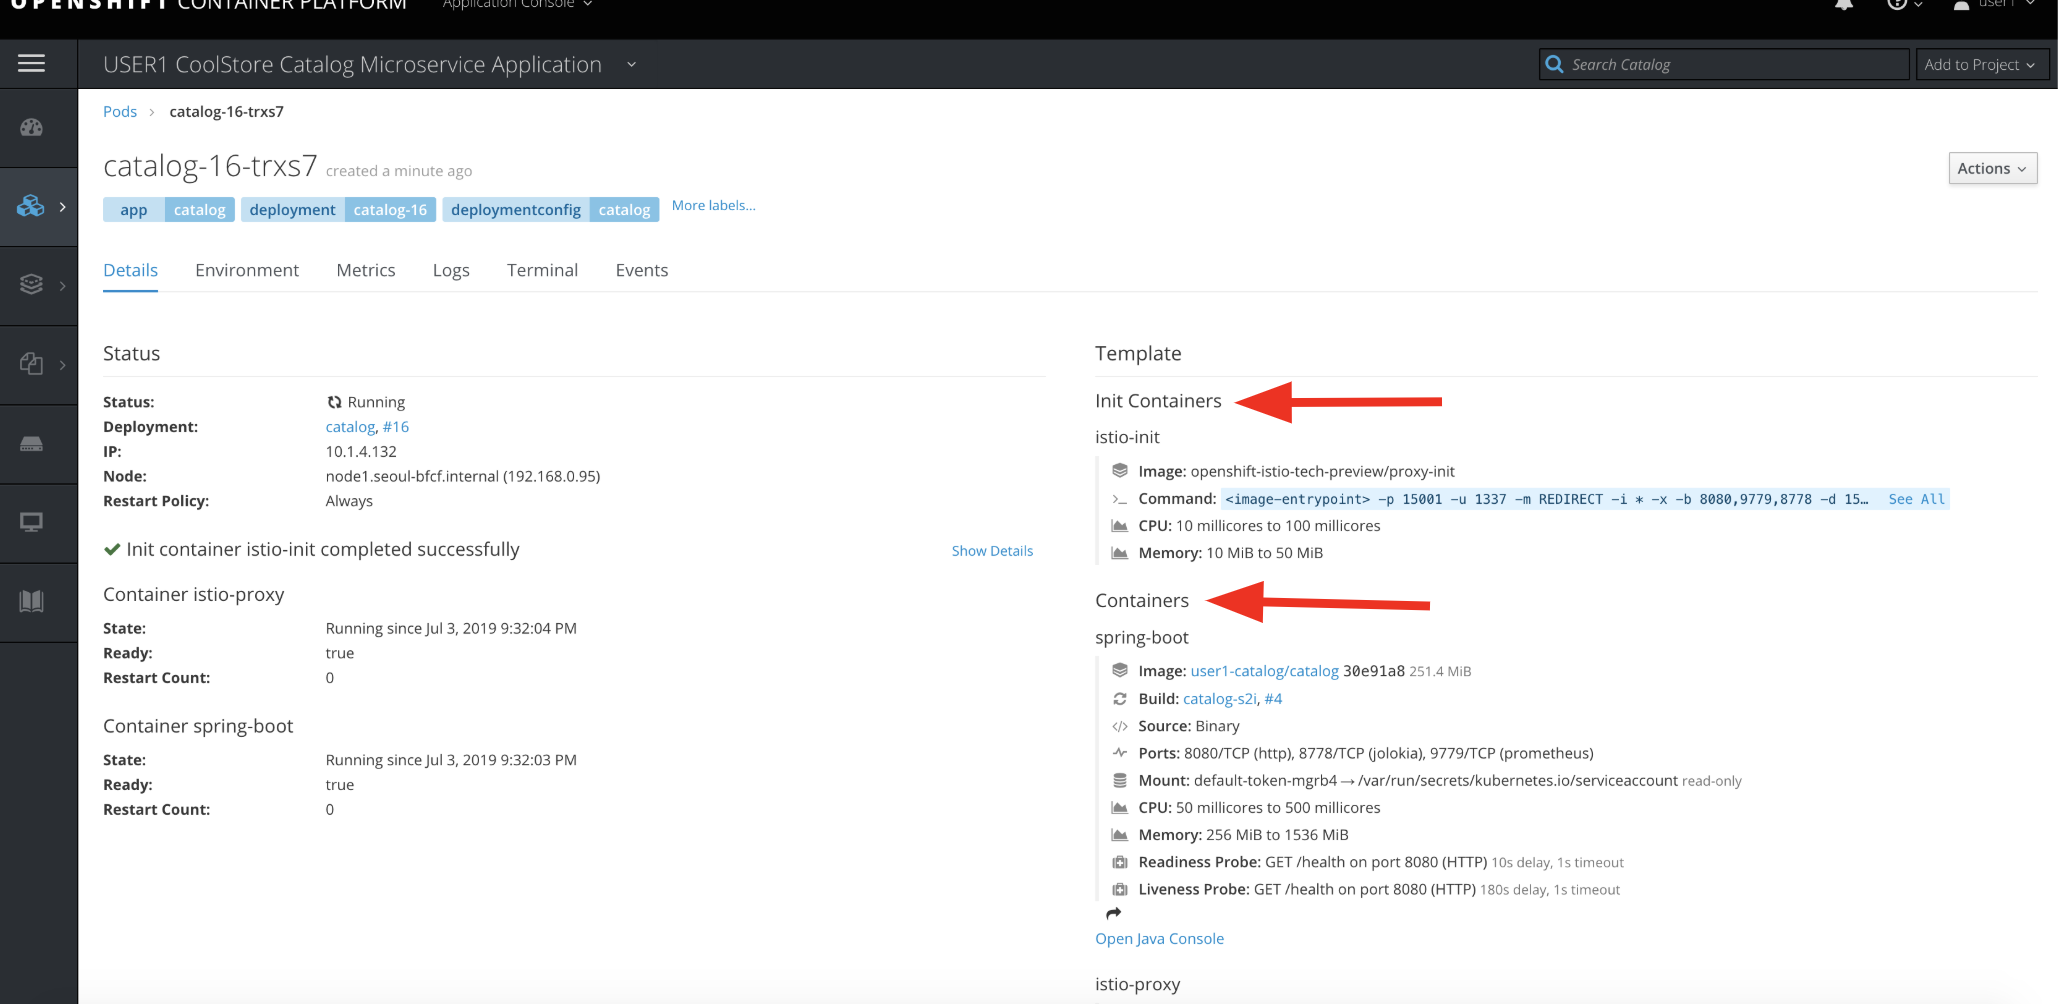 OPENSHIFT CONTAINER PLATFORM Application Console user1
USER1 CoolStore Catalog Microservice Application Search Catalog Add to Project
Pods > catalog-16-trxs7
catalog-16-trxs7 created a minute ago
Actions
app catalog deployment catalog-16 deploymentconfig catalog More labels...
Details Environment Metrics Logs Terminal Events
Status
Status: Running
Deployment: catalog, #16
IP: 10.1.4.132
Node: node1.seoul-bfcf.internal (192.168.0.95)
Restart Policy: Always
Init container istio-init completed successfully Show Details
Container istio-proxy
State: Running since Jul 3, 2019 9:32:04 PM
Ready: true
Restart Count: 0
Container spring-boot
State: Running since Jul 3, 2019 9:32:03 PM
Ready: true
Restart Count: 0
Template
Init Containers
istio-init
Image: openshift-istio-tech-preview/proxy-init
Command: <image-entrypoint> -p 15001 -u 1337 -m REDIRECT -i * -x -b 8080,9779,8778 -d 15… See All
CPU: 10 millicores to 100 millicores
Memory: 10 MiB to 50 MiB
Containers
spring-boot
Image: user1-catalog/catalog 30e91a8 251.4 MiB
Build: catalog-s2i, #4
Source: Binary
Ports: 8080/TCP (http), 8778/TCP (jolokia), 9779/TCP (prometheus)
Mount: default-token-mgrb4 → /var/run/secrets/kubernetes.io/serviceaccount read-only
CPU: 50 millicores to 500 millicores
Memory: 256 MiB to 1536 MiB
Readiness Probe: GET /health on port 8080 (HTTP) 10s delay, 1s timeout
Liveness Probe: GET /health on port 8080 (HTTP) 180s delay, 1s timeout
Open Java Console
istio-proxy